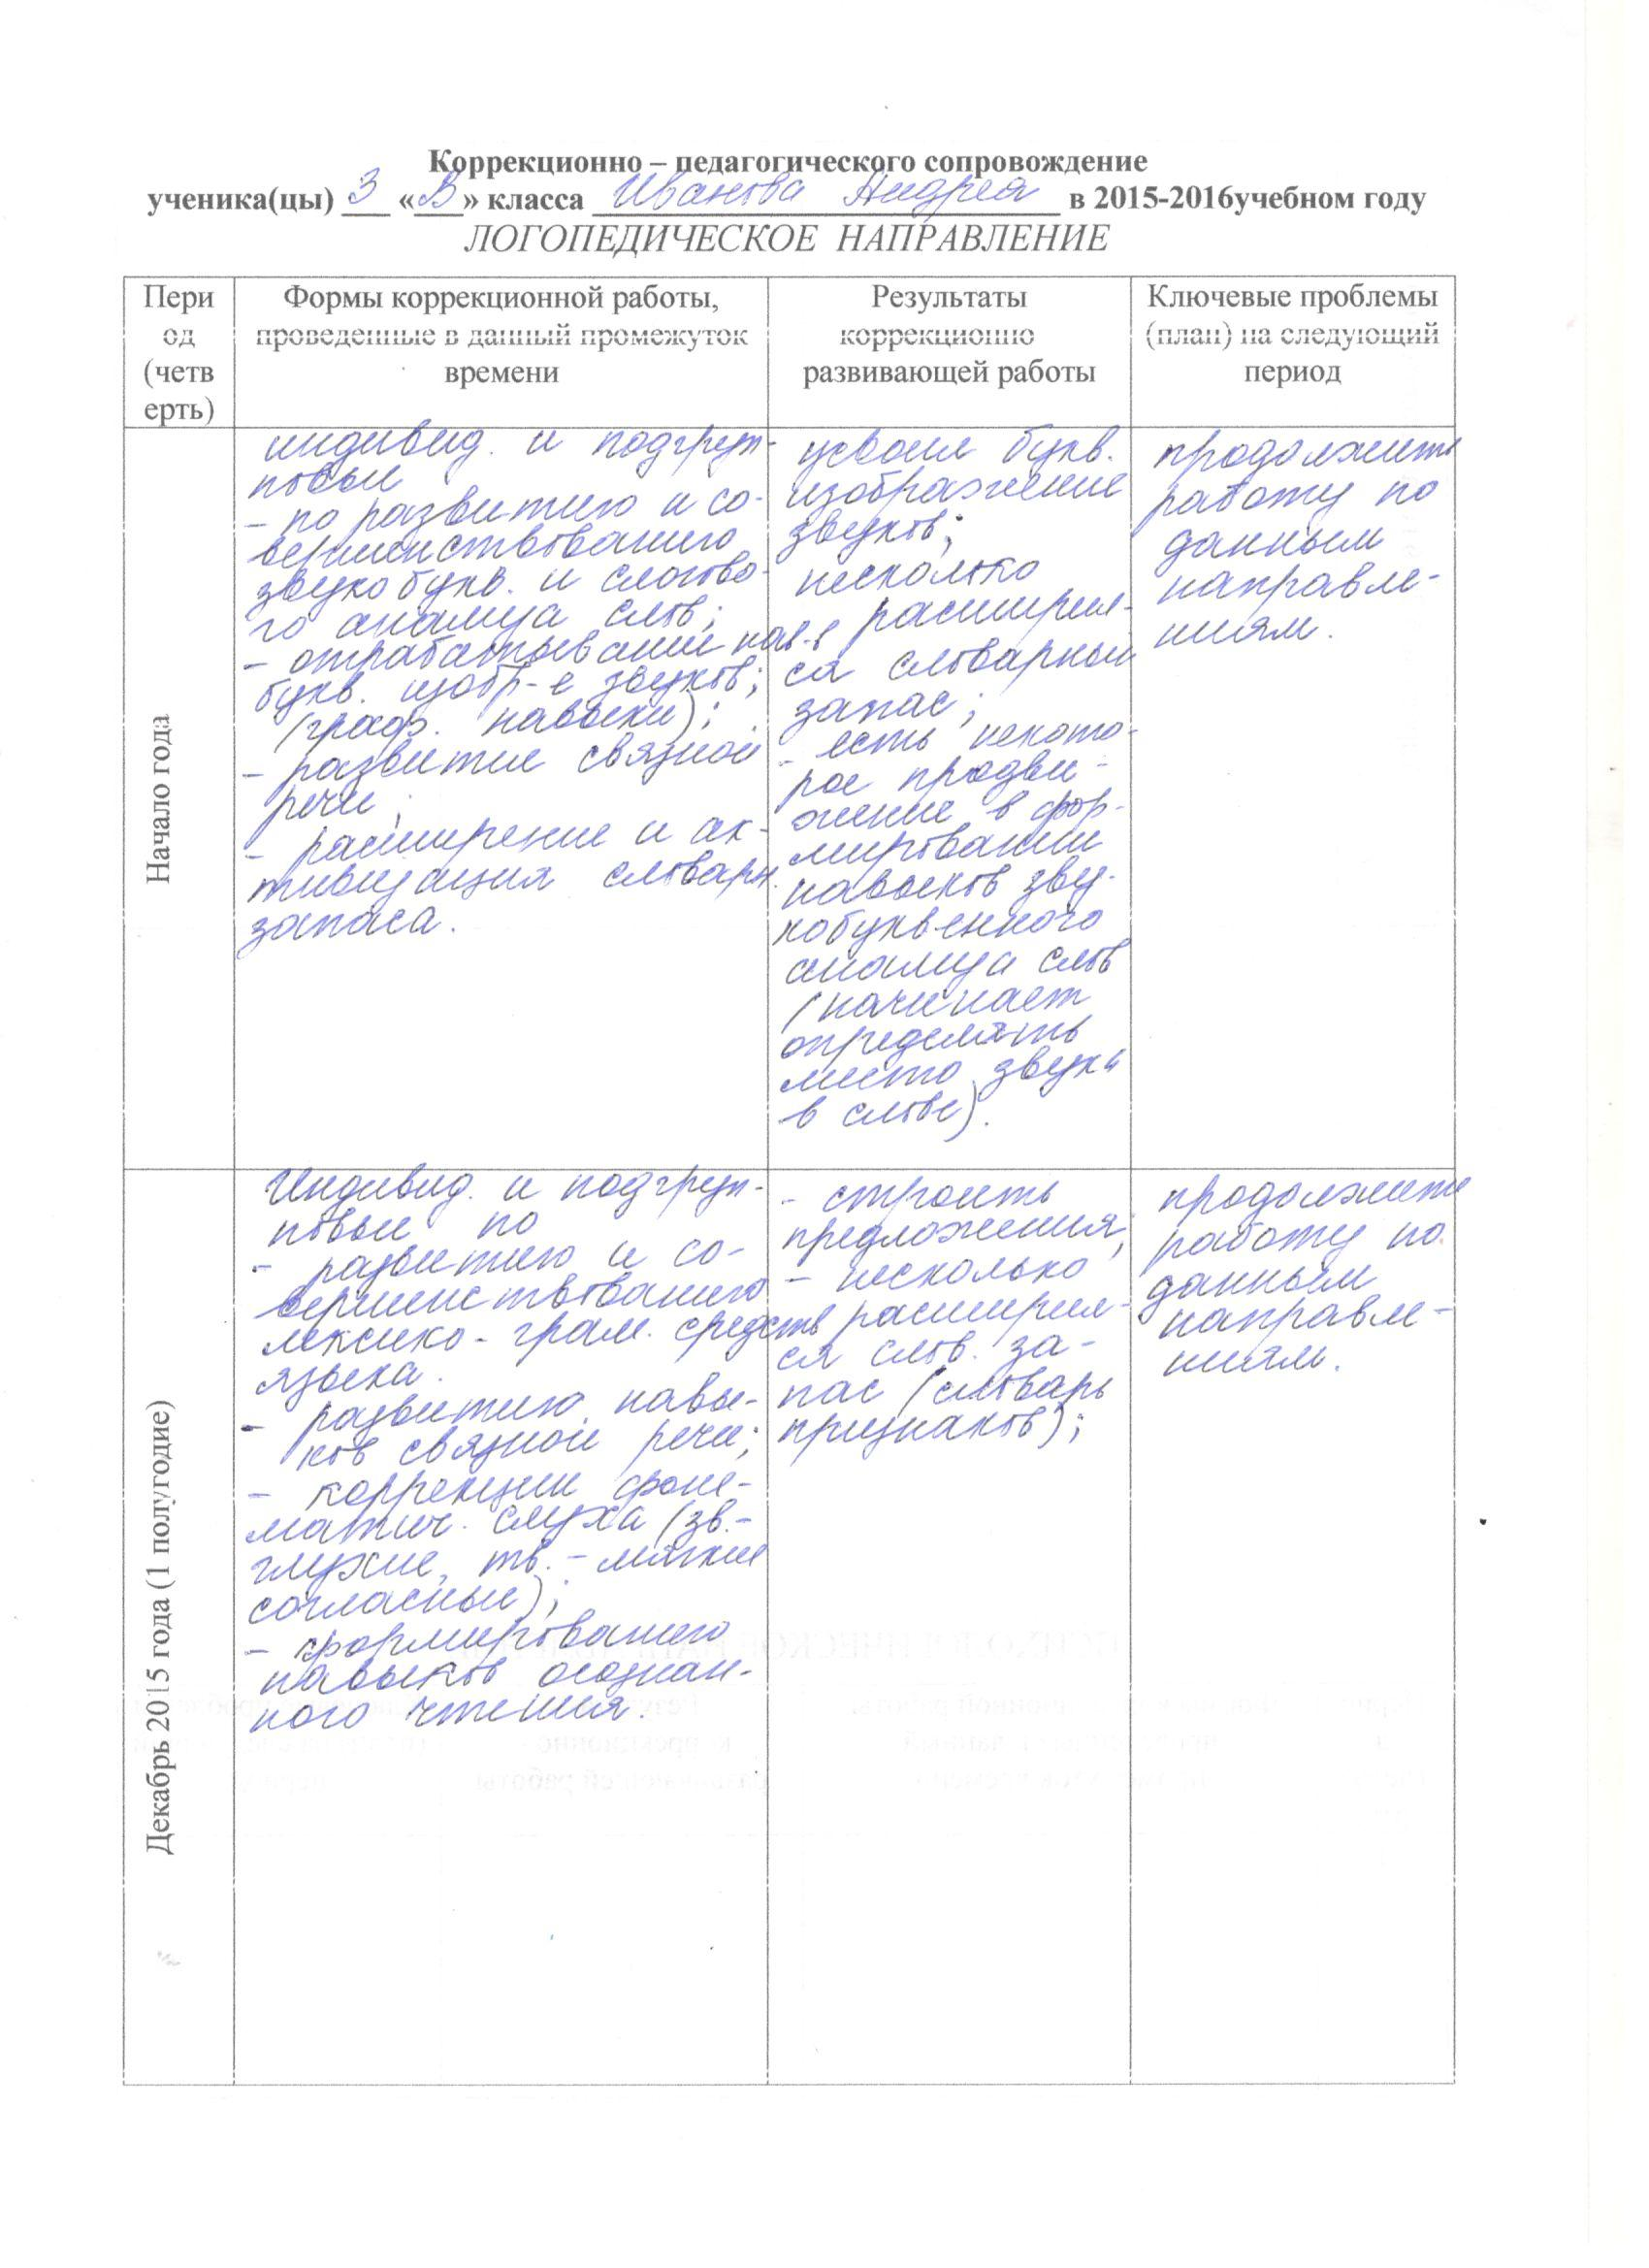 Коррекционно – педагогического сопровождение
ученика(цы) 3 «В» класса Иванова Андрея в 2015-2016учебном году
ЛОГОПЕДИЧЕСКОЕ НАПРАВЛЕНИЕ
Пери
од
(четв
ерть)
Формы коррекционной работы,
проведенные в данный промежуток
времени
Результаты
коррекционно
развивающей работы
Ключевые проблемы
(план) на следующий
период
Начало года
индивид. и подгруп-
повые
- по развитию и со-
вершенствованию
звукобукв. и слогово-
го анализа слов;
- отрабатывание нав-в
букв. изобр-е звуков;
(граф. навыки);
- развитие связной
речи;
- расширение и ак-
тивизация словарн.
запаса.
усвоил букв.
изображение
звуков;
несколько
расширил-
ся словарный
запас;
- есть некото-
рое продви-
жение в фор-
мировании
навыков зву-
кобуквенного
анализа слов
(начинает
определять
место звука
в слове).
продолжить
работу по
данным
направле-
ниям.
Декабрь 2015 года (1 полугодие)
Индивид. и подгруп-
повые по
- развитию и со-
вершенствованию
лексико-грам. средств
языка.
- развитию навы-
ков связной речи;
- коррекции фоне-
матич. слуха (зв.-
глухие, тв.- мягкие
согласные);
- формированию
навыков осознан-
ного чтения.
- строить
предложения;
- несколько
расширил-
ся слов. за-
пас (словарь
признаков);
продолжить
работу по
данным
направле-
ниям.